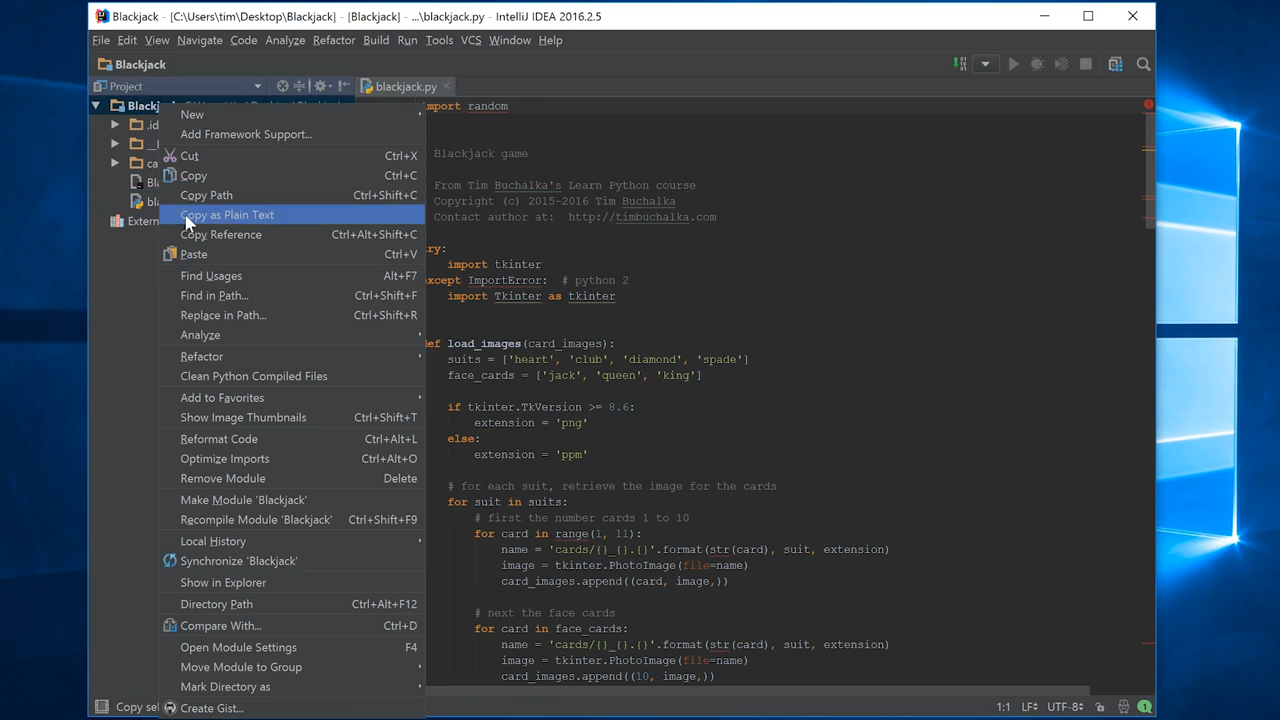 Blackjack - [C:\Users\tim\Desktop\Blackjack] - [Blackjack] - ...\blackjack.py - IntelliJ IDEA 2016.2.5
File Edit View Navigate Code Analyze Refactor Build Run Tools VCS Window Help
Blackjack
Project
blackjack.py
Blackj
.id
ca
Bl
bl
Extern
New
Add Framework Support...
Cut Ctrl+X
Copy Ctrl+C
Copy Path Ctrl+Shift+C
Copy as Plain Text
Copy Reference Ctrl+Alt+Shift+C
Paste Ctrl+V
Find Usages Alt+F7
Find in Path... Ctrl+Shift+F
Replace in Path... Ctrl+Shift+R
Analyze
Refactor
Clean Python Compiled Files
Add to Favorites
Show Image Thumbnails Ctrl+Shift+T
Reformat Code Ctrl+Alt+L
Optimize Imports Ctrl+Alt+O
Remove Module Delete
Make Module 'Blackjack'
Recompile Module 'Blackjack' Ctrl+Shift+F9
Local History
Synchronize 'Blackjack'
Show in Explorer
Directory Path Ctrl+Alt+F12
Compare With... Ctrl+D
Open Module Settings F4
Move Module to Group
Mark Directory as
Create Gist...
mport random
Blackjack game
From Tim Buchalka's Learn Python course
Copyright (c) 2015-2016 Tim Buchalka
Contact author at: http://timbuchalka.com
ry:
import tkinter
except ImportError: # python 2
import Tkinter as tkinter
ef load_images(card_images):
suits = ['heart', 'club', 'diamond', 'spade']
face_cards = ['jack', 'queen', 'king']
if tkinter.TkVersion >= 8.6:
extension = 'png'
else:
extension = 'ppm'
# for each suit, retrieve the image for the cards
for suit in suits:
# first the number cards 1 to 10
for card in range(1, 11):
name = 'cards/{}_{}.{}'.format(str(card), suit, extension)
image = tkinter.PhotoImage(file=name)
card_images.append((card, image,))
# next the face cards
for card in face_cards:
name = 'cards/{}_{}.{}'.format(str(card), suit, extension)
image = tkinter.PhotoImage(file=name)
card_images.append((10, image,))
Copy sel
1:1 LF UTF-8 1